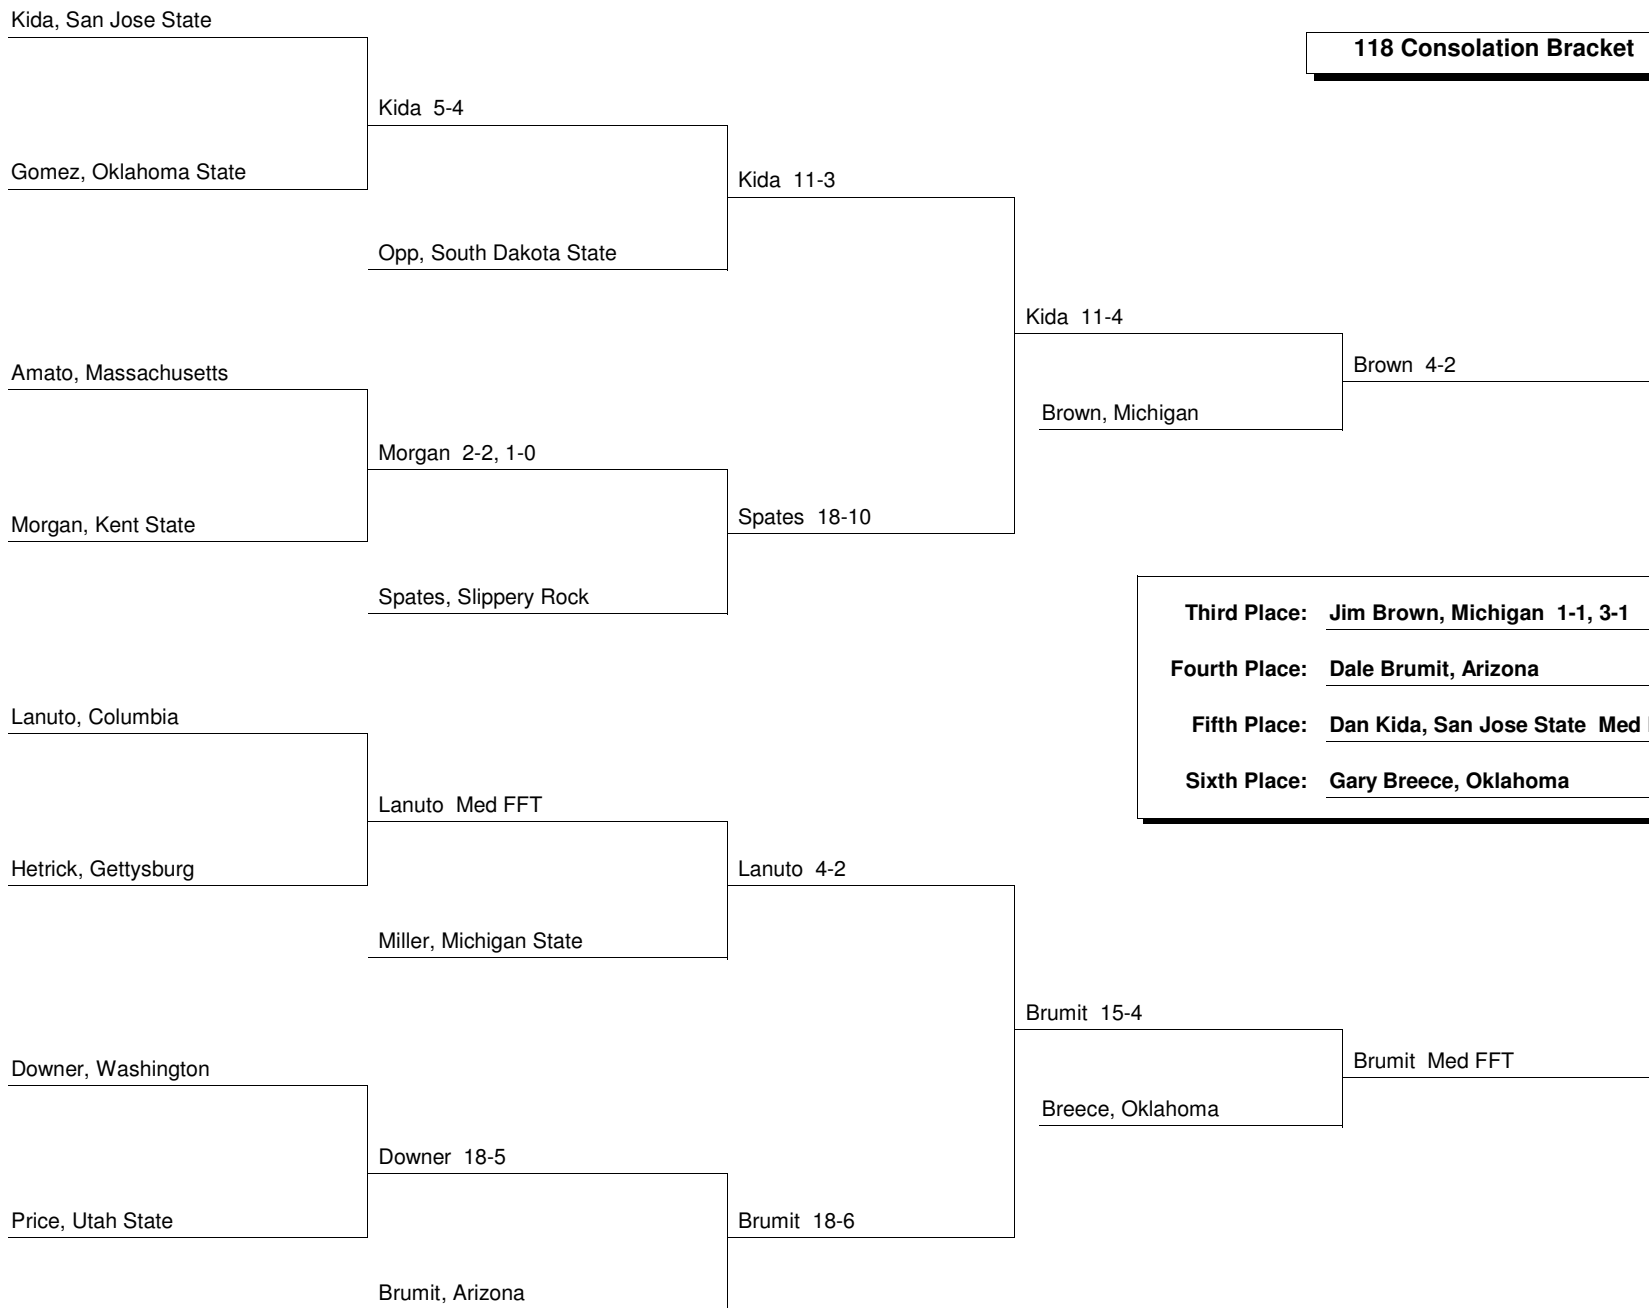 Kida, San Jose State
118 Consolation Bracket
Kida 5-4
Gomez, Oklahoma State
Kida 11-3
Opp, South Dakota State
Kida 11-4
Amato, Massachusetts
Brown 4-2
Brown, Michigan
Morgan 2-2, 1-0
Morgan, Kent State
Spates 18-10
Spates, Slippery Rock
Third Place: Jim Brown, Michigan 1-1, 3-1
Fourth Place: Dale Brumit, Arizona
Lanuto, Columbia
Fifth Place: Dan Kida, San Jose State Med
Sixth Place: Gary Breece, Oklahoma
Lanuto Med FFT
Hetrick, Gettysburg
Lanuto 4-2
Miller, Michigan State
Brumit 15-4
Downer, Washington
Brumit Med FFT
Breece, Oklahoma
Downer 18-5
Price, Utah State
Brumit 18-6
Brumit, Arizona